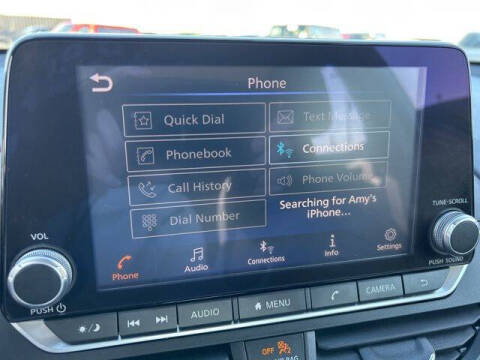 Phone
Quick Dial
Text Message
Phonebook
Connections
Call History
Phone Volume
Dial Number
Searching for Amy's
iPhone...
Phone
Audio
Connections
Info
Settings
VOL
PUSH
TUNE·SCROLL
PUSH SOUND
AUDIO
MENU
CAMERA
OFF